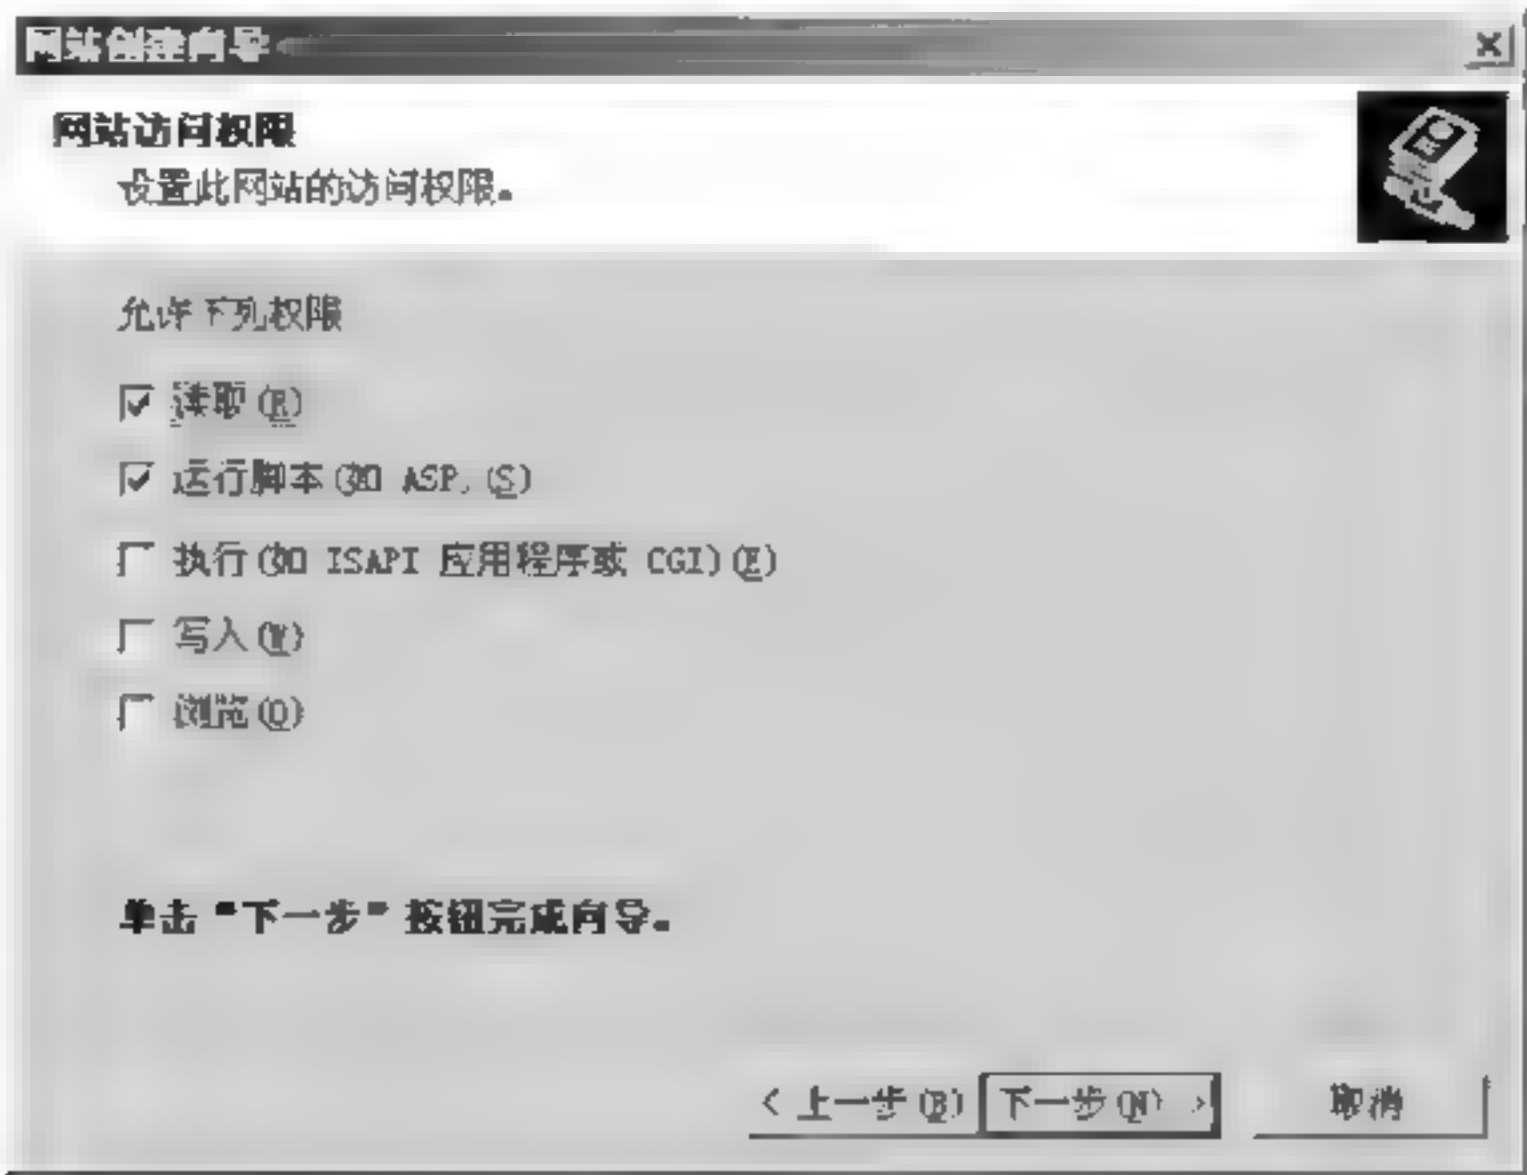 网站创建向导
网站访问权限
设置此网站的访问权限。
允许下列权限
读取(R)
运行脚本(如 ASP)(S)
执行(如 ISAPI 应用程序或 CGI)(E)
写入(W)
浏览(O)
单击“下一步”按钮完成向导。
< 上一步(B) 下一步(N) > 取消